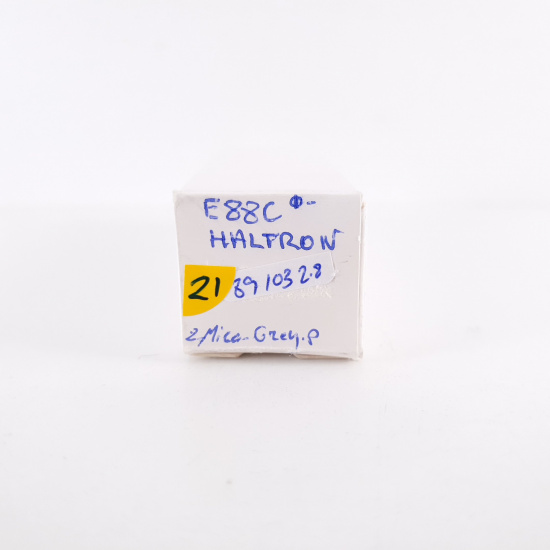 E88C
HALTRON
21 89 103 2.8
2 Mica - Grey.P